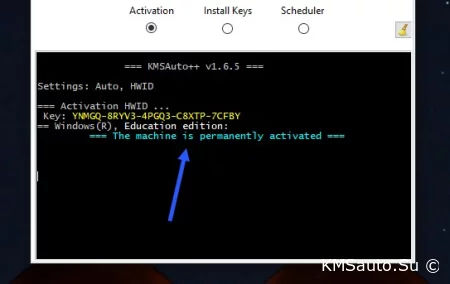 Activation Install Keys Scheduler
=== KMSAuto++ v1.6.5 ===
Settings: Auto, HWID
=== Activation HWID ...
Key: YNMGQ-8RYV3-4PGQ3-C8XTP-7CFBY
== Windows(R), Education edition:
=== The machine is permanently activated ===
KMSauto.Su ©